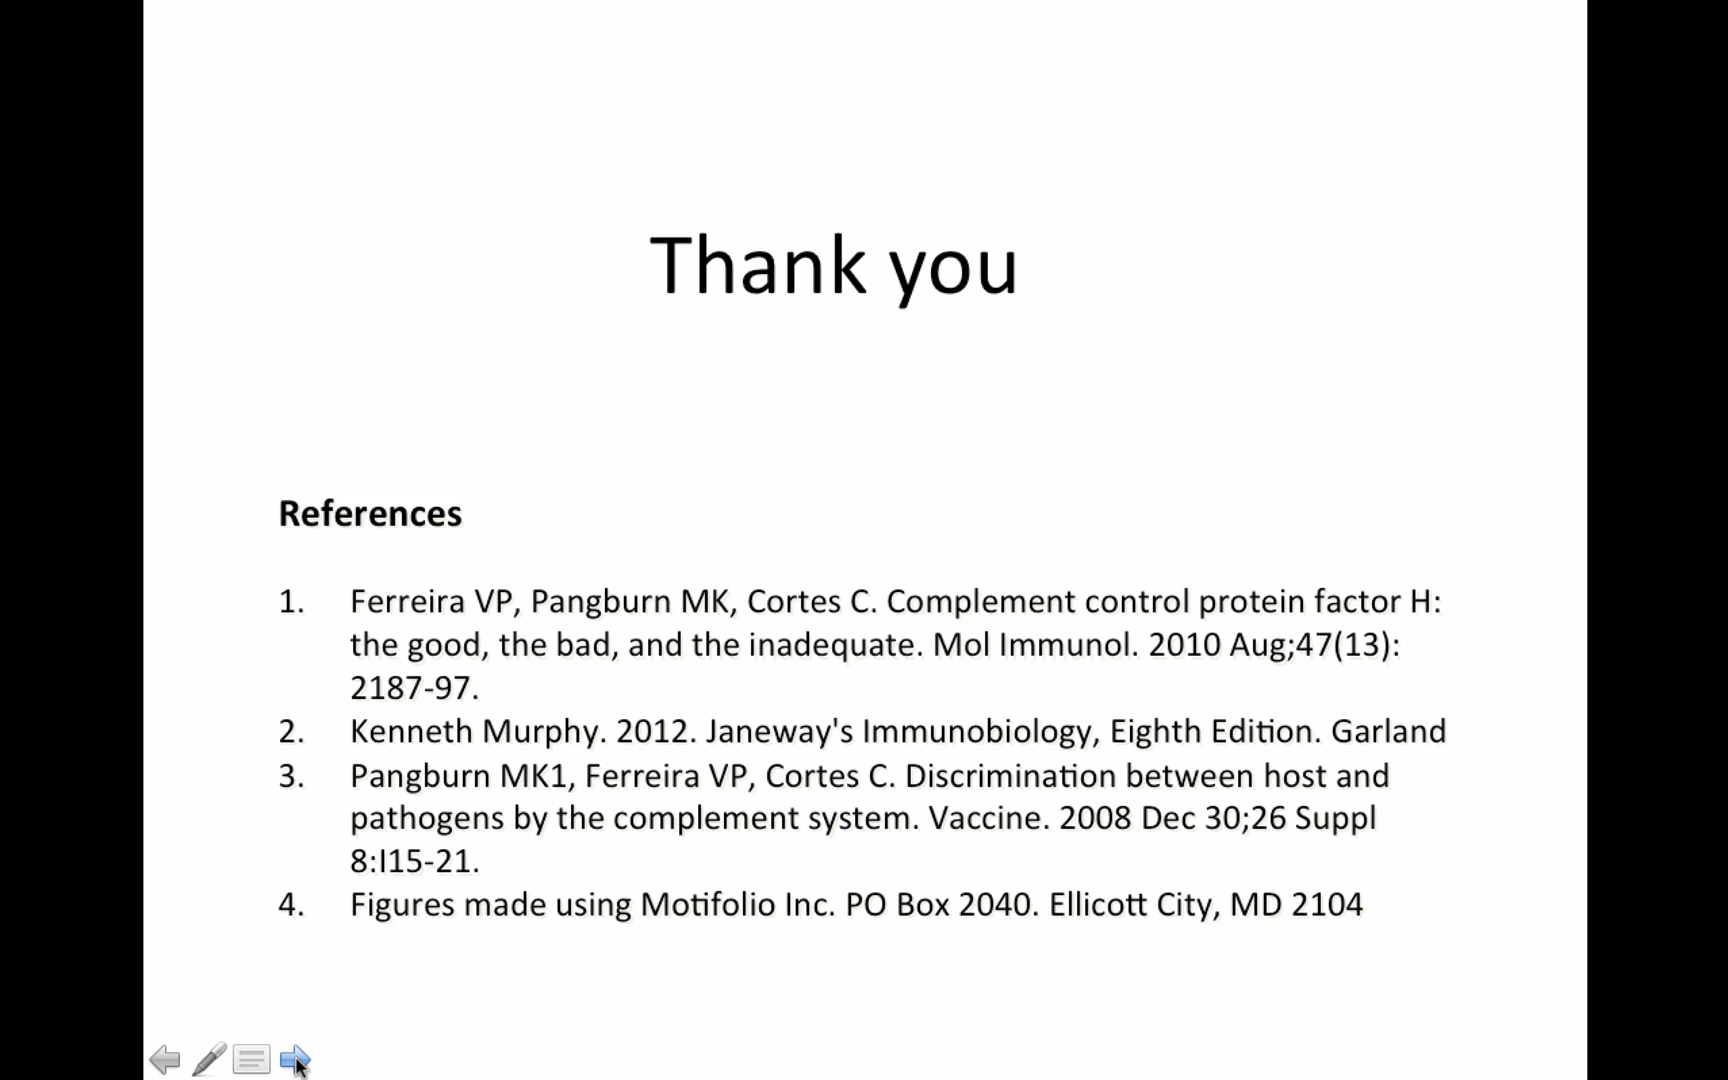 Thank you
References
1. Ferreira VP, Pangburn MK, Cortes C. Complement control protein factor H:
the good, the bad, and the inadequate. Mol Immunol. 2010 Aug;47(13):
2187-97.
2. Kenneth Murphy. 2012. Janeway's Immunobiology, Eighth Edition. Garland
3. Pangburn MK1, Ferreira VP, Cortes C. Discrimination between host and
pathogens by the complement system. Vaccine. 2008 Dec 30;26 Suppl
8:I15-21.
4. Figures made using Motifolio Inc. PO Box 2040. Ellicott City, MD 2104